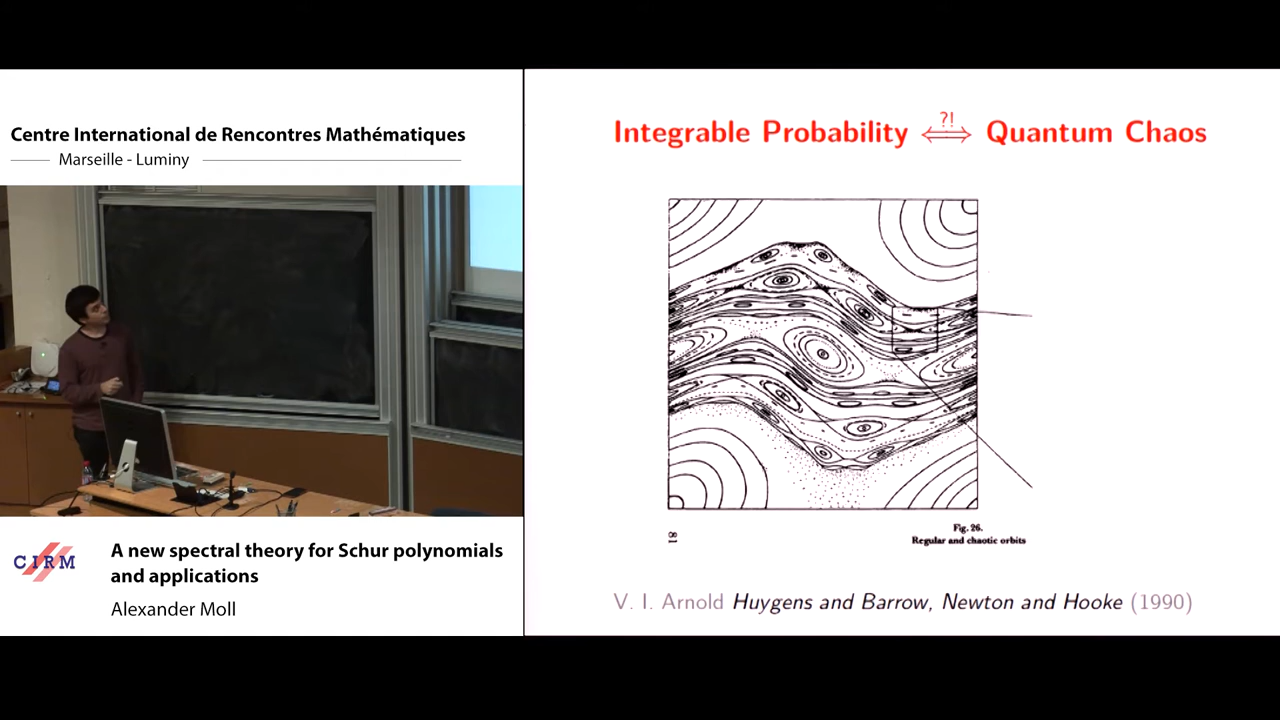 Centre International de Rencontres Mathématiques
Marseille - Luminy
CIRM
A new spectral theory for Schur polynomials
and applications
Alexander Moll
Integrable Probability ?! ⟺ Quantum Chaos
81
Fig. 26.
Regular and chaotic orbits
V. I. Arnold Huygens and Barrow, Newton and Hooke (1990)